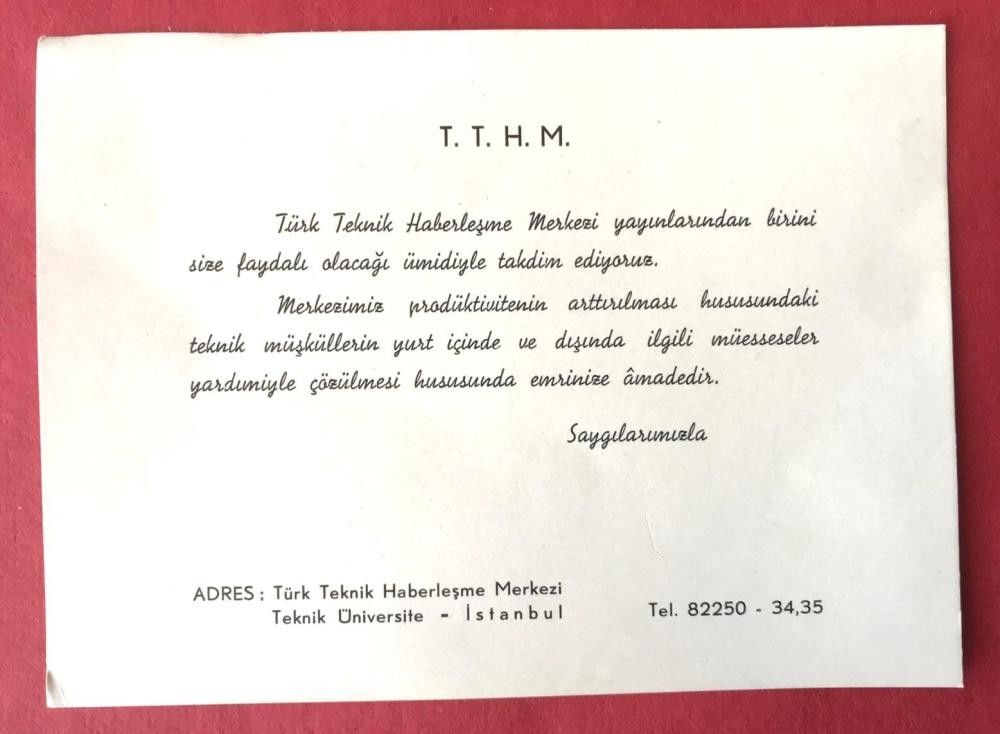 T. T. H. M.
Türk Teknik Haberleşme Merkezi yayınlarından birini
size faydalı olacağı ümidiyle takdim ediyoruz.
Merkezimiz prodüktivitenin arttırılması hususundaki
teknik müşküllerin yurt içinde ve dışında ilgili müesseseler
yardımiyle çözülmesi hususunda emrinize âmadedir.
Saygılarımızla
ADRES : Türk Teknik Haberleşme Merkezi
Teknik Üniversite - İstanbul
Tel. 82250 - 34,35